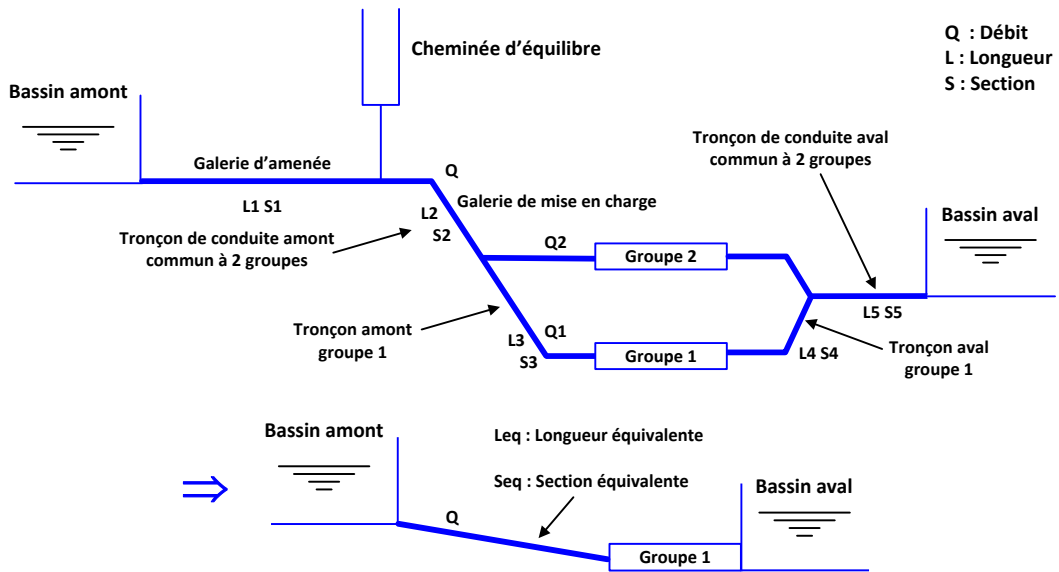 Cheminée d'équilibre
Q : Débit
L : Longueur
S : Section
Bassin amont
Tronçon de conduite aval
commun à 2 groupes
Galerie d'amenée
Q
L1 S1
L2
S2
Galerie de mise en charge
Bassin aval
Tronçon de conduite amont
commun à 2 groupes
Q2
Groupe 2
L5 S5
Tronçon amont
groupe 1
L3
S3
Q1
Groupe 1
L4 S4
Tronçon aval
groupe 1
Bassin amont
Leq : Longueur équivalente
Seq : Section équivalente
Bassin aval
Q
Groupe 1